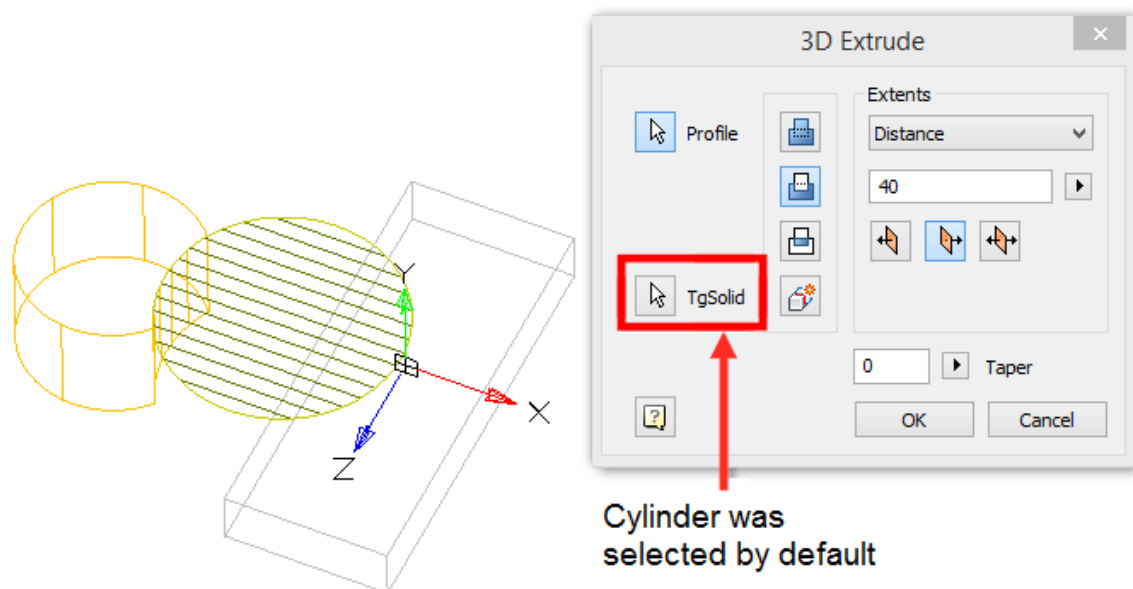 3D Extrude
Extents
Profile
Distance
40
TgSolid
0
Taper
?
OK
Cancel
Y
X
Z
Cylinder was
selected by default